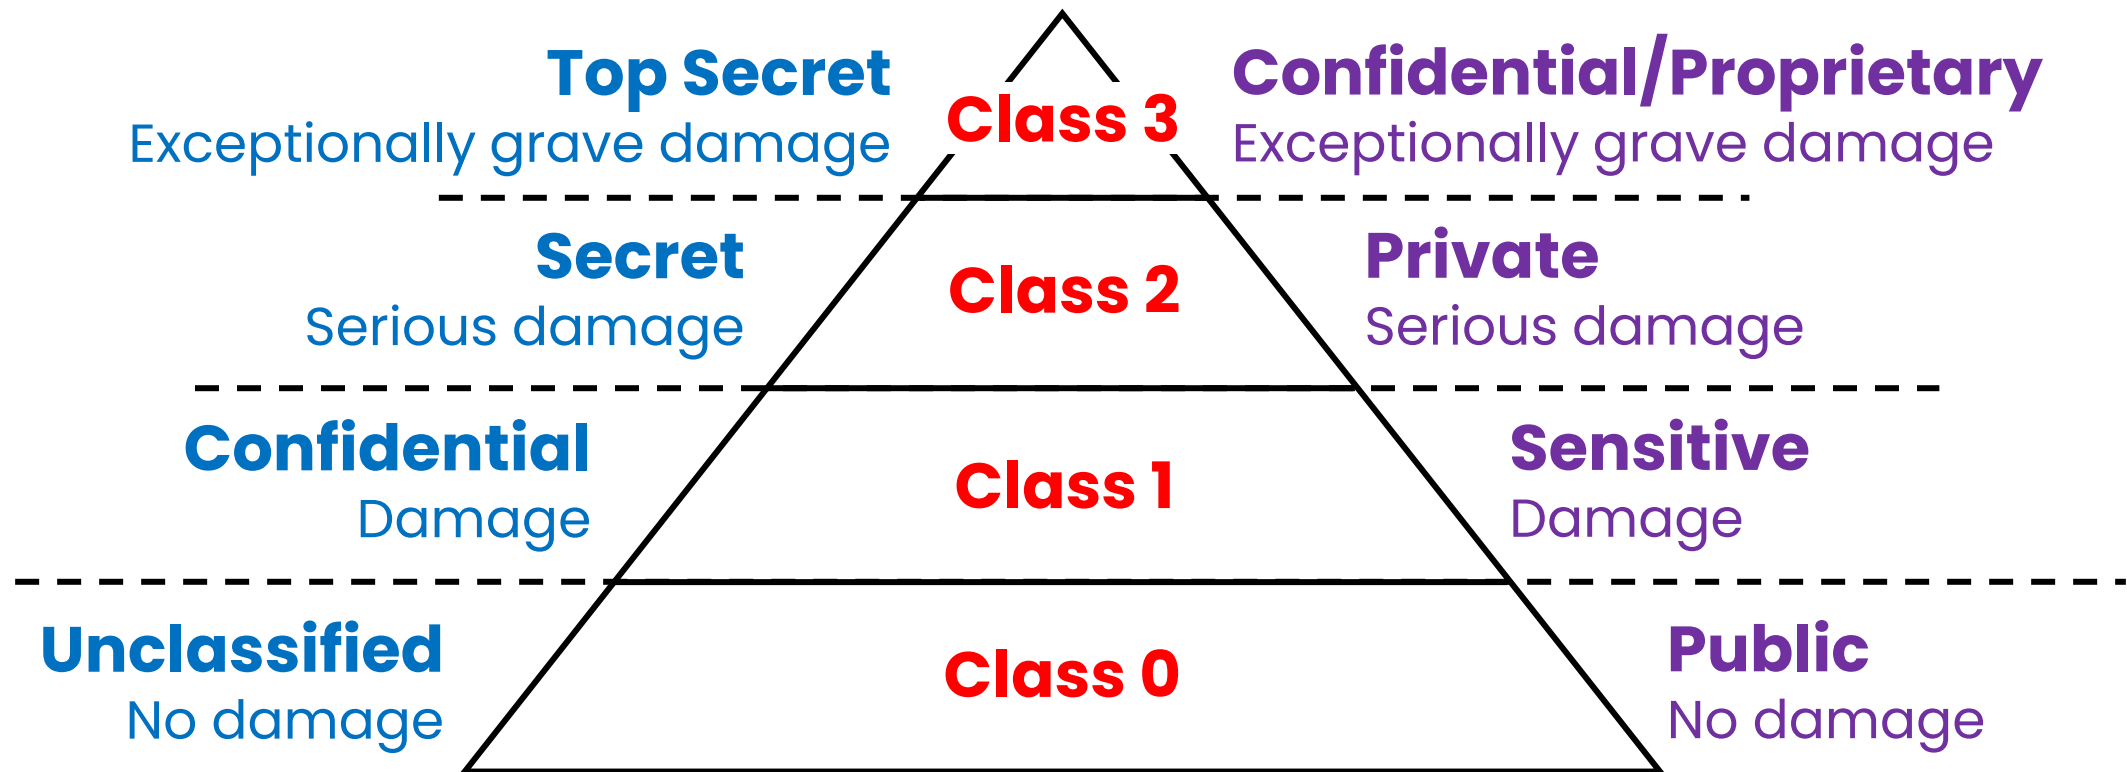 Top Secret
Exceptionally grave damage
Class 3
Confidential/Proprietary
Exceptionally grave damage
Secret
Serious damage
Class 2
Private
Serious damage
Confidential
Damage
Class 1
Sensitive
Damage
Unclassified
No damage
Class 0
Public
No damage